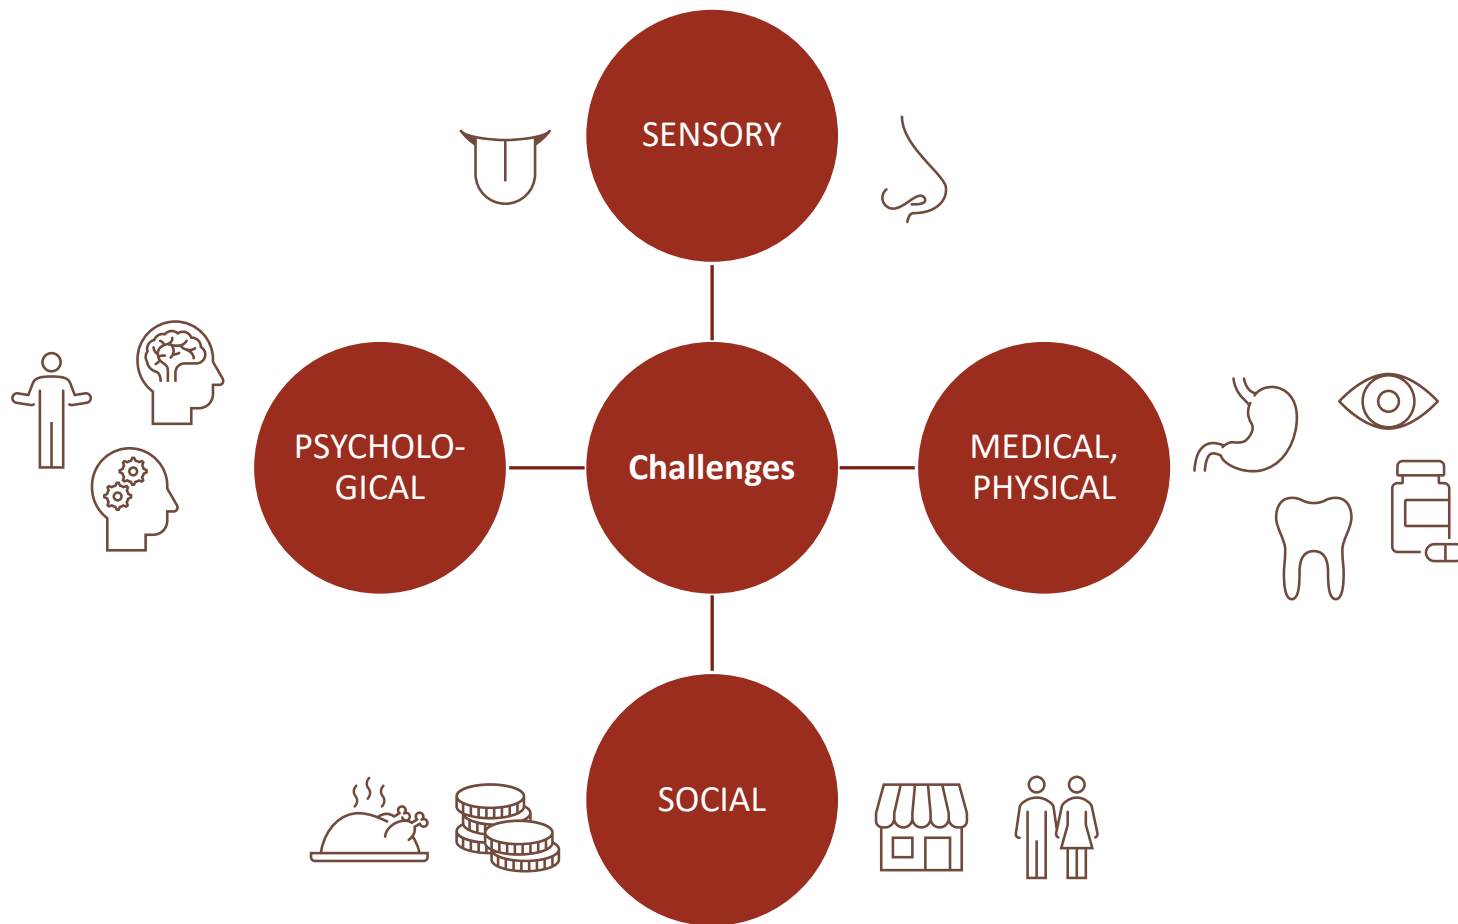 SENSORY
PSYCHOLO-
GICAL
Challenges
MEDICAL,
PHYSICAL
SOCIAL